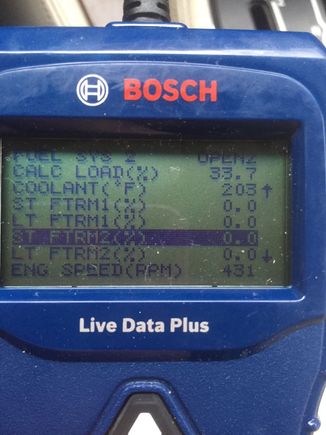 BOSCH
FUEL SYS 2 OPEN2
CALC LOAD(%) 33.7
COOLANT(°F) 203↑
ST FTRM1(%) 0.0
LT FTRM1(%) 0.0
ST FTRM2(%) 0.0
LT FTRM2(%) 0.0↓
ENG SPEED(RPM) 431
Live Data Plus